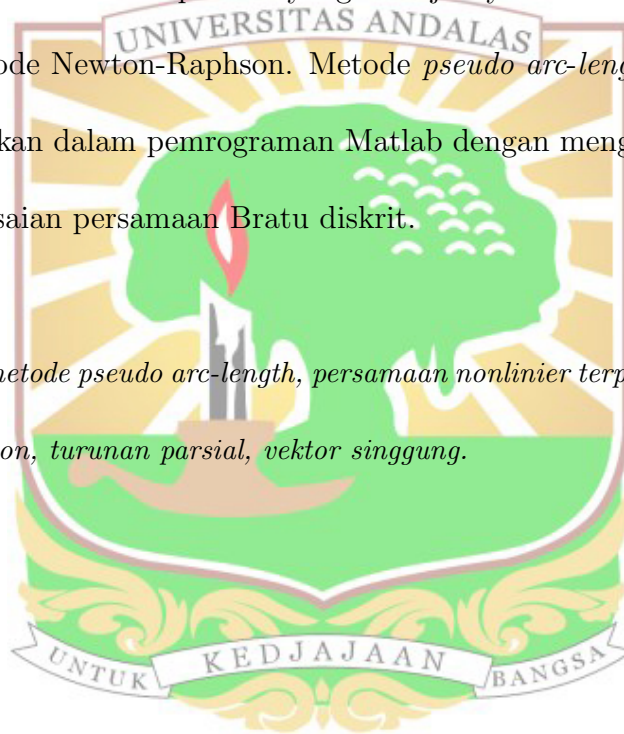 UNIVERSITAS ANDALAS
ode Newton-Raphson. Metode pseudo arc-leng
kan dalam pemrograman Matlab dengan meng
saian persamaan Bratu diskrit.
netode pseudo arc-length, persamaan nonlinier terp
on, turunan parsial, vektor singgung.
UNTUK KEDJAJAAN BANGSA